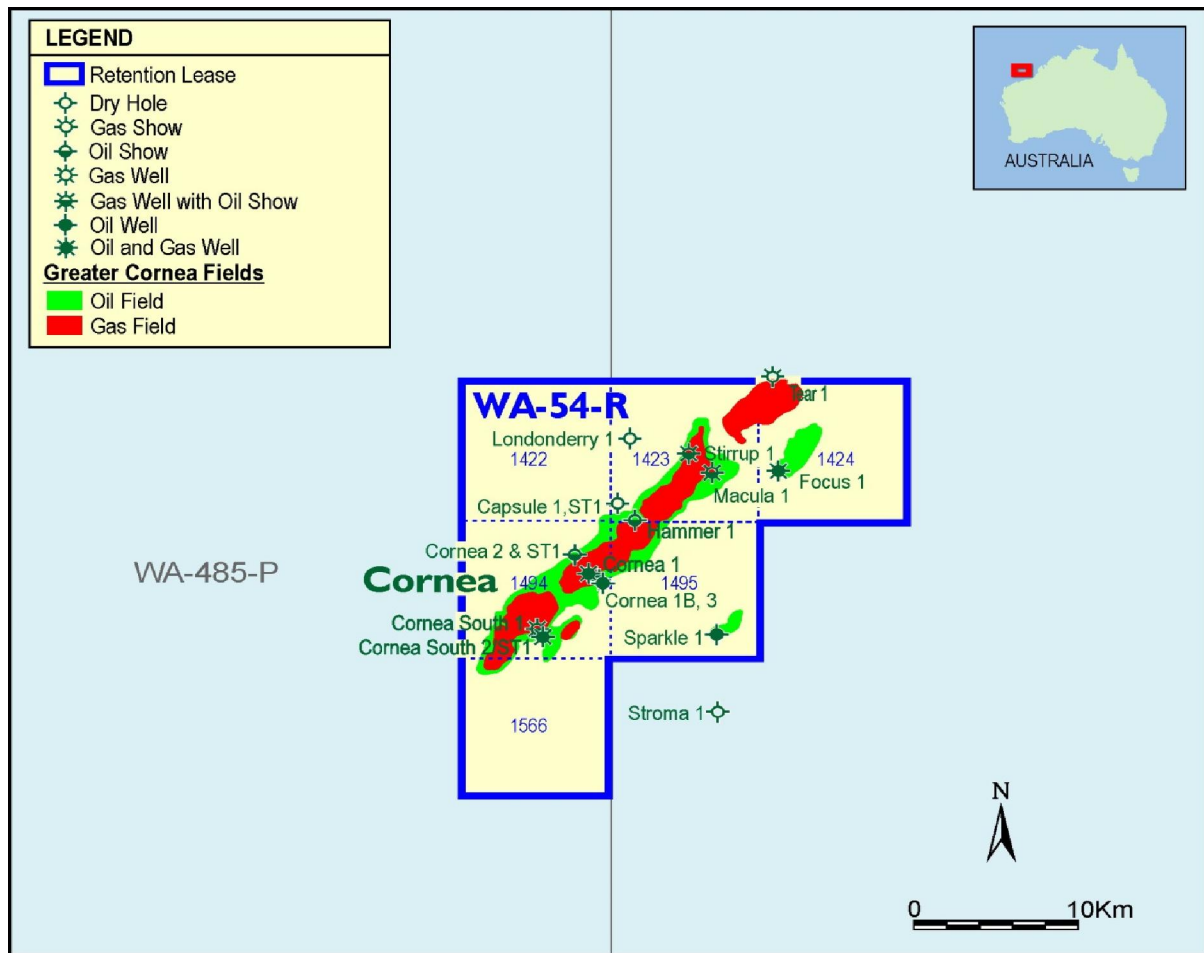 LEGEND
Retention Lease
Dry Hole
Gas Show
Oil Show
Gas Well
Gas Well with Oil Show
Oil Well
Oil and Gas Well
Greater Cornea Fields
Oil Field
Gas Field
AUSTRALIA
WA-54-R
Tear 1
Londonderry 1
1422
1423
Stirrup 1
1424
Macula 1
Focus 1
Capsule 1,ST1
Hammer 1
Cornea 2 & ST1
Cornea 1
WA-485-P
Cornea
1494
1495
Cornea 1B, 3
Cornea South 1
Sparkle 1
Cornea South 2/ST1
Stroma 1
1566
N
0
10Km